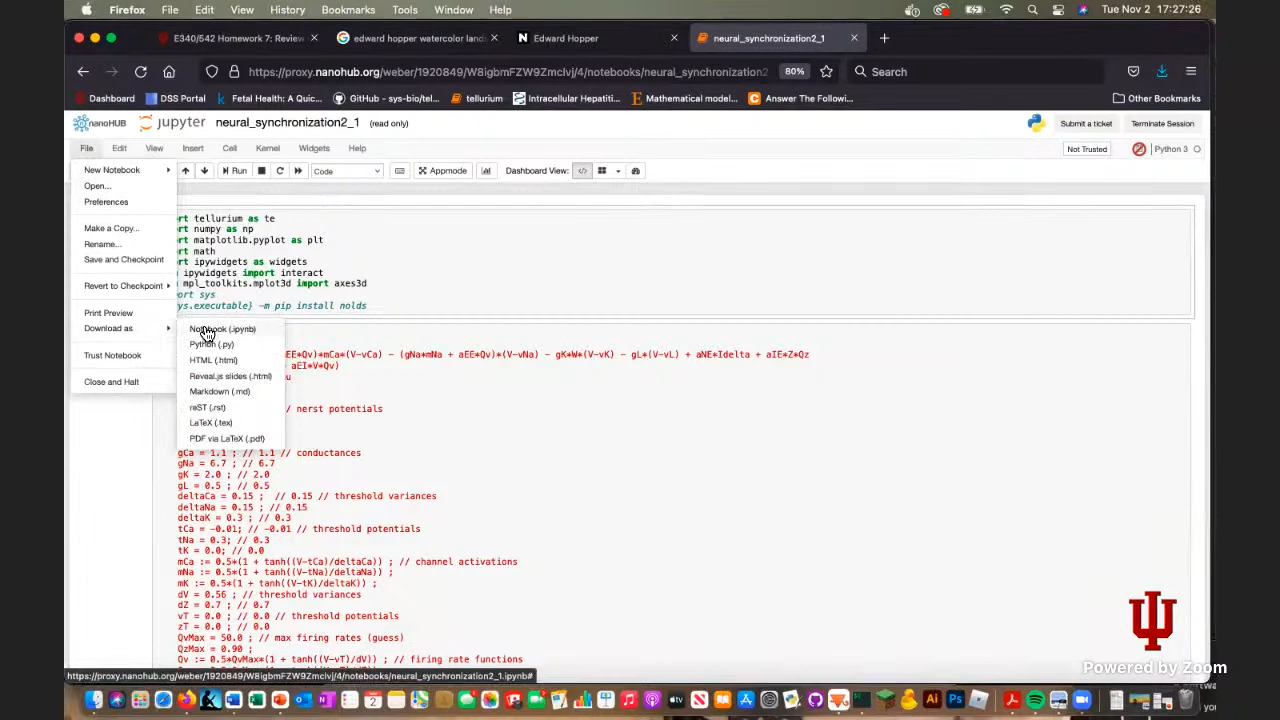 Firefox File Edit View History Bookmarks Tools Window Help
Tue Nov 2 17:27:26
E340/542 Homework 7: Review
edward hopper watercolor lands
Edward Hopper
neural_synchronization2_1
https://proxy.nanohub.org/weber/1920849/W8igbmFZW9Zmclvj/4/notebooks/neural_synchronization2
80%
Search
Dashboard
DSS Portal
Fetal Health: A Quic...
GitHub - sys-bio/tel...
tellurium
Intracellular Hepatiti...
Mathematical model...
Answer The Followi...
Other Bookmarks
nanoHUB
jupyter
neural_synchronization2_1
(read only)
Submit a ticket
Terminate Session
File Edit View Insert Cell Kernel Widgets Help
Not Trusted
Python 3
New Notebook
Open...
Preferences
Make a Copy...
Rename...
Save and Checkpoint
Revert to Checkpoint
Print Preview
Download as
Trust Notebook
Close and Halt
Run
Code
Appmode
Dashboard View:
Notebook (.ipynb)
Python (.py)
HTML (.html)
Reveal.js slides (.html)
Markdown (.md)
reST (.rst)
LaTeX (.tex)
PDF via LaTeX (.pdf)
ort tellurium as te
ort numpy as np
ort matplotlib.pyplot as plt
ort math
ort ipywidgets as widgets
ipywidgets import interact
mpl_toolkits.mplot3d import axes3d
port sys
sys.executable} -m pip install nolds
EE*Qv)*mCa*(V-vCa) - (gNa*mNa + aEE*Qv)*(V-vNa) - gK*W*(V-vK) - gL*(V-vL) + aNE*Idelta + aIE*Z*Qz
aEI*V*Qv)
// nerst potentials
gCa = 1.1 ; // 1.1 // conductances
gNa = 6.7 ; // 6.7
gK = 2.0 ; // 2.0
gL = 0.5 ; // 0.5
deltaCa = 0.15 ; // 0.15 // threshold variances
deltaNa = 0.15 ; // 0.15
deltaK = 0.3 ; // 0.3
tCa = -0.01; // -0.01 // threshold potentials
tNa = 0.3; // 0.3
tK = 0.0; // 0.0
mCa := 0.5*(1 + tanh((V-tCa)/deltaCa)) ; // channel activations
mNa := 0.5*(1 + tanh((V-tNa)/deltaNa)) ;
mK := 0.5*(1 + tanh((V-tK)/deltaK)) ;
dV = 0.56 ; // threshold variances
dZ = 0.7 ; // 0.7
vT = 0.0 ; // 0.0 // threshold potentials
zT = 0.0 ; // 0.0
QvMax = 50.0 ; // max firing rates (guess)
QzMax = 0.90 ;
Qv := 0.5*QvMax*(1 + tanh((V-vT)/dV)) ; // firing rate functions
https://proxy.nanohub.org/weber/1920849/W8igbmFZW9Zmclvj/4/notebooks/neural_synchronization2_1.ipynb#
Powered by Zoom